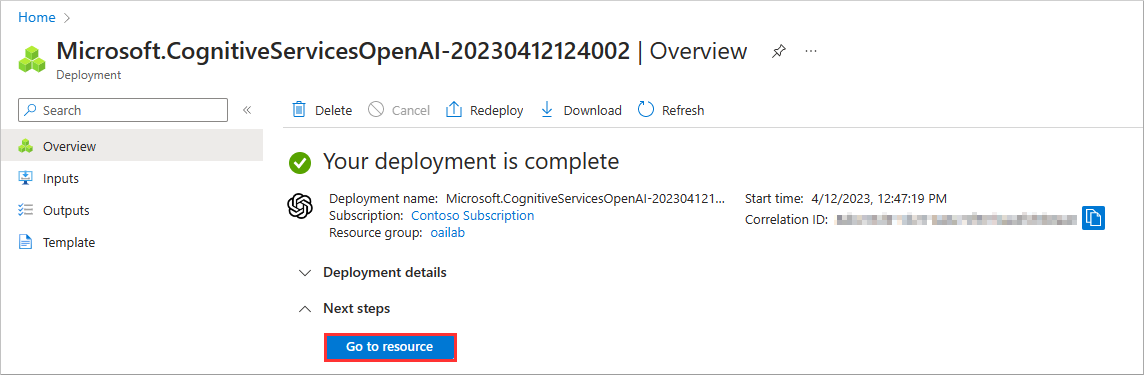 Home
Microsoft.CognitiveServicesOpenAI-20230412124002 | Overview
Deployment
Search
Delete
Cancel
Redeploy
Download
Refresh
Overview
Inputs
Outputs
Template
Your deployment is complete
Deployment name: Microsoft.CognitiveServicesOpenAI-202304121...
Subscription: Contoso Subscription
Resource group: oailab
Start time: 4/12/2023, 12:47:19 PM
Correlation ID:
Deployment details
Next steps
Go to resource